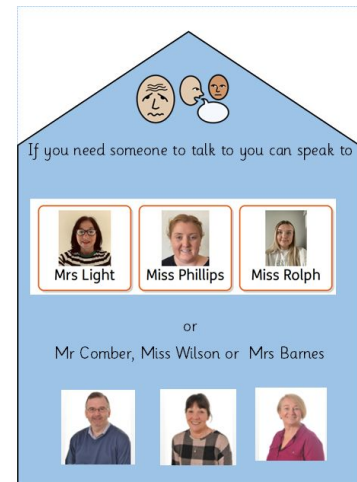 If you need someone to talk to you can speak to
Mrs Light Miss Phillips Miss Rolph
or
Mr Comber, Miss Wilson or Mrs Barnes